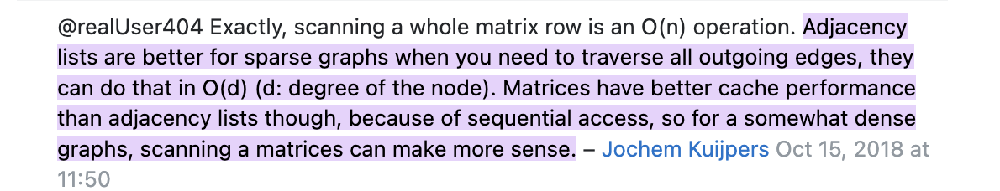 @realUser404 Exactly, scanning a whole matrix row is an O(n) operation. Adjacency
lists are better for sparse graphs when you need to traverse all outgoing edges, they
can do that in O(d) (d: degree of the node). Matrices have better cache performance
than adjacency lists though, because of sequential access, so for a somewhat dense
graphs, scanning a matrices can make more sense. – Jochem Kuijpers Oct 15, 2018 at
11:50